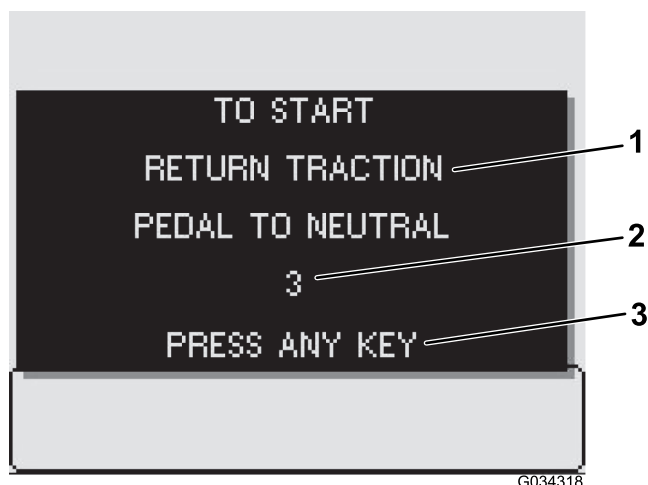 TO START
RETURN TRACTION
1
PEDAL TO NEUTRAL
2
3
PRESS ANY KEY
3
G034318